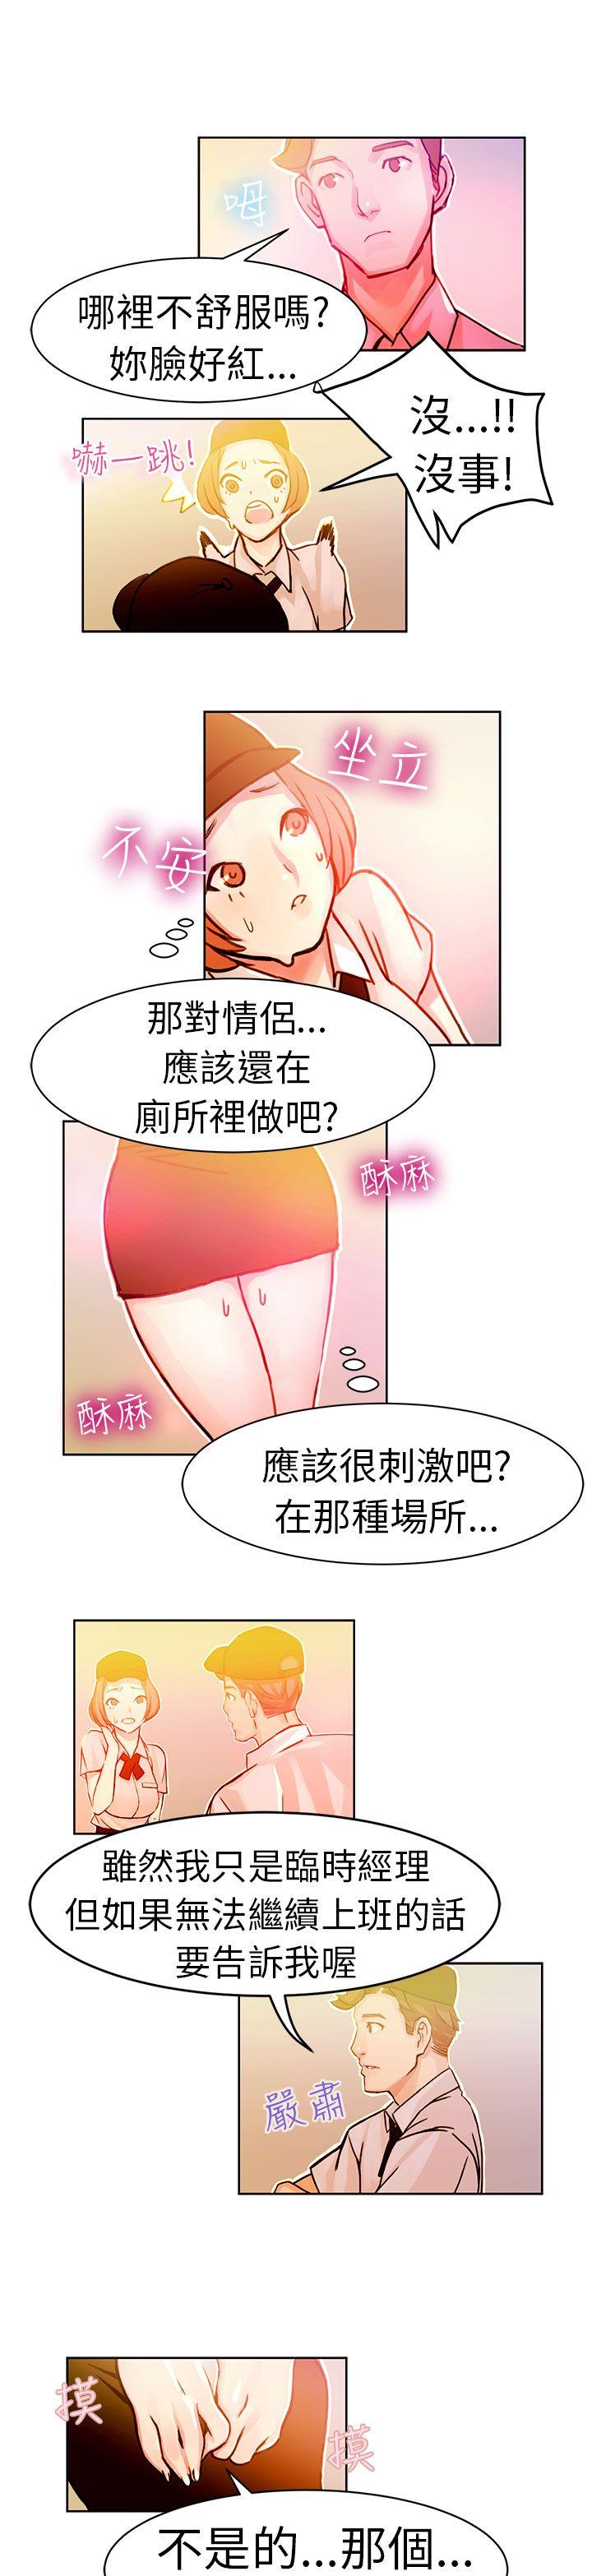 呣
哪裡不舒服嗎?
妳臉好紅...
沒...!!
沒事!
嚇一跳!
坐立
不安
那對情侶...
應該還在
廁所裡做吧?
酥麻
酥麻
應該很刺激吧?
在那種場所...
雖然我只是臨時經理
但如果無法繼續上班的話
要告訴我喔
嚴肅
摸
摸
不是的...那個...